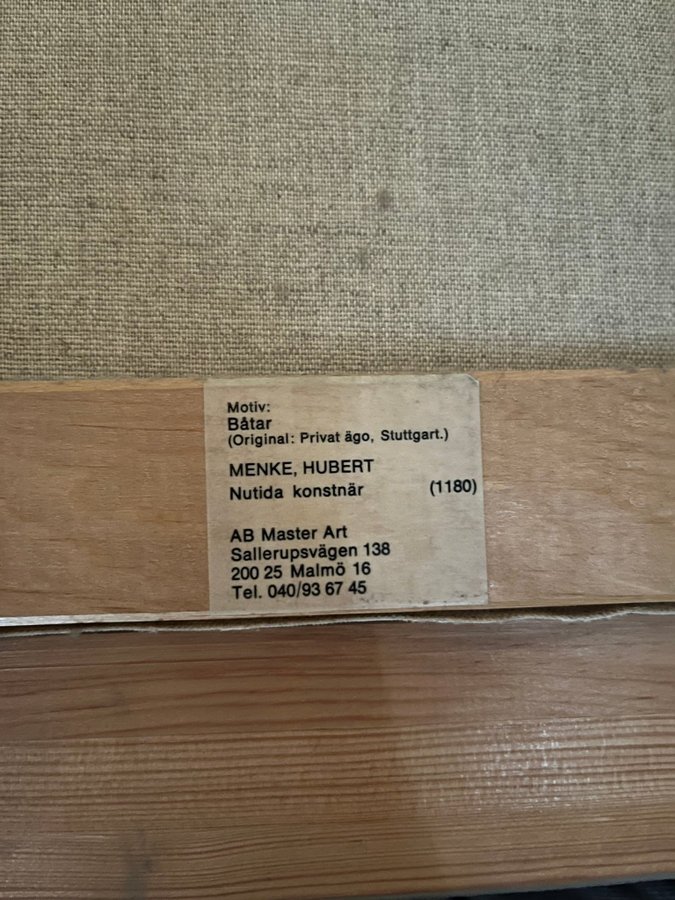 Motiv:
Båtar
(Original: Privat ägo, Stuttgart.)
MENKE, HUBERT
Nutida konstnär (1180)
AB Master Art
Sallerupsvägen 138
200 25 Malmö 16
Tel. 040/93 67 45